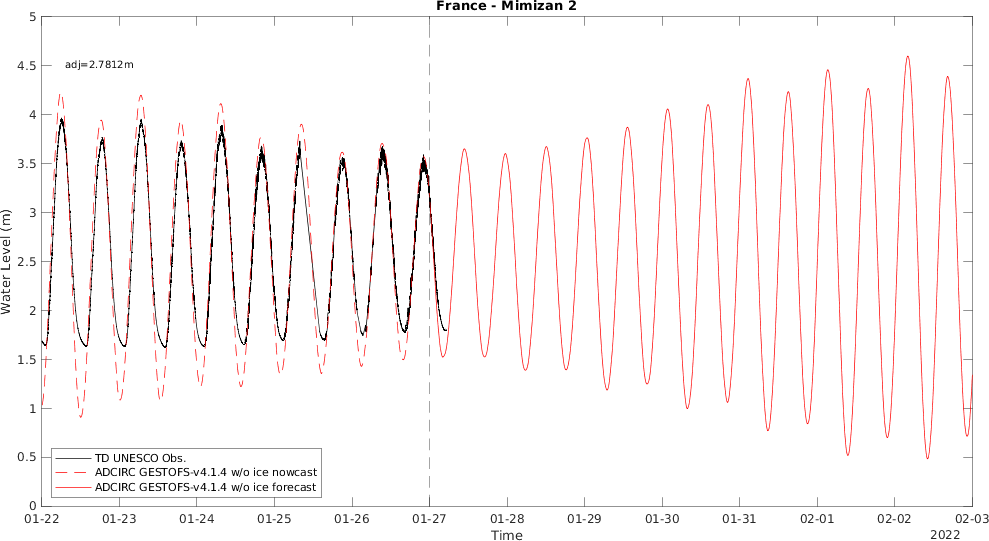 France - Mimizan 2
adj=2.7812m
Water Level (m)
5
4.5
4
3.5
3
2.5
2
1.5
1
0.5
0
TD UNESCO Obs.
ADCIRC GESTOFS-v4.1.4 w/o ice nowcast
ADCIRC GESTOFS-v4.1.4 w/o ice forecast
01-22 01-23 01-24 01-25 01-26 01-27 01-28 01-29 01-30 01-31 02-01 02-02 02-03
Time
2022